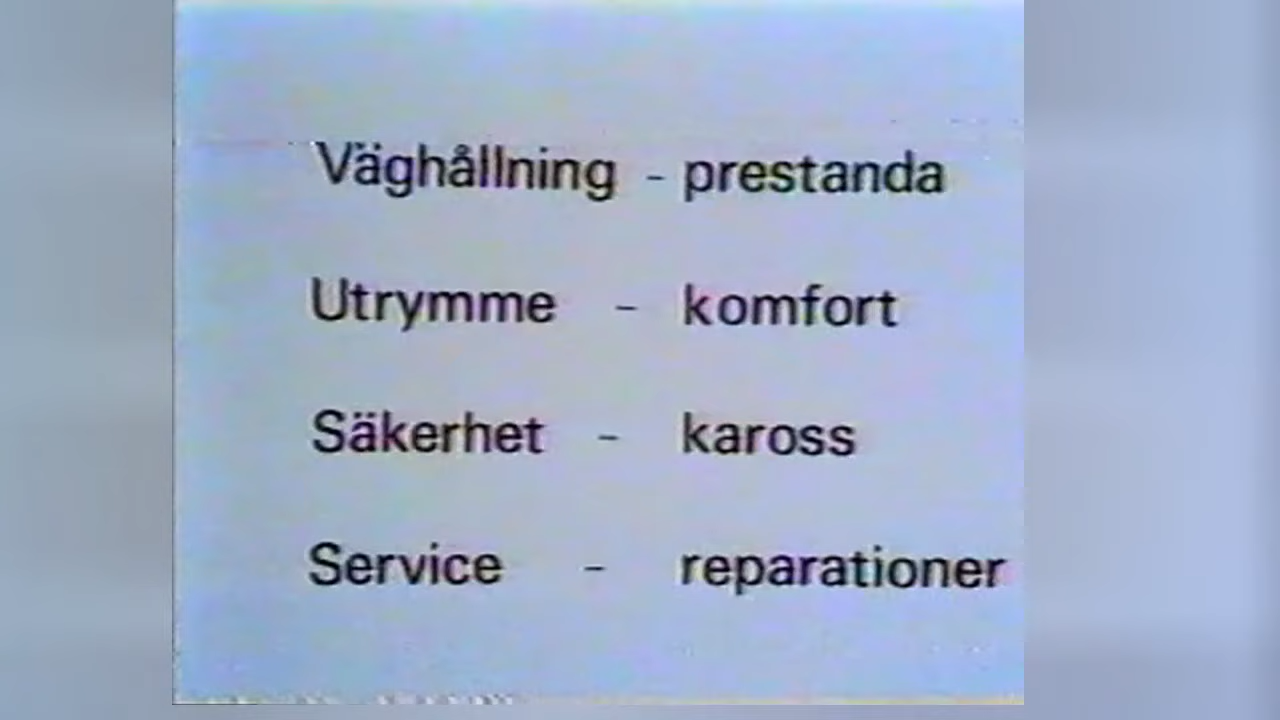 Väghållning - prestanda
Utrymme - komfort
Säkerhet - kaross
Service - reparationer